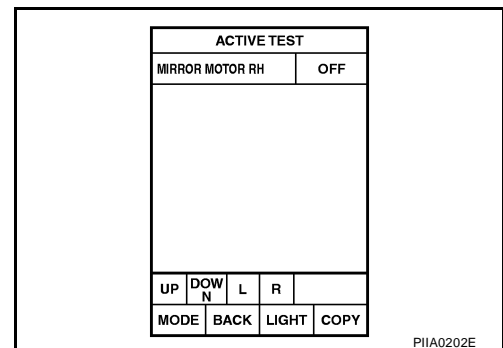 ACTIVE TEST
MIRROR MOTOR RH OFF
UP DOW
N L R
MODE BACK LIGHT COPY
PIIA0202E